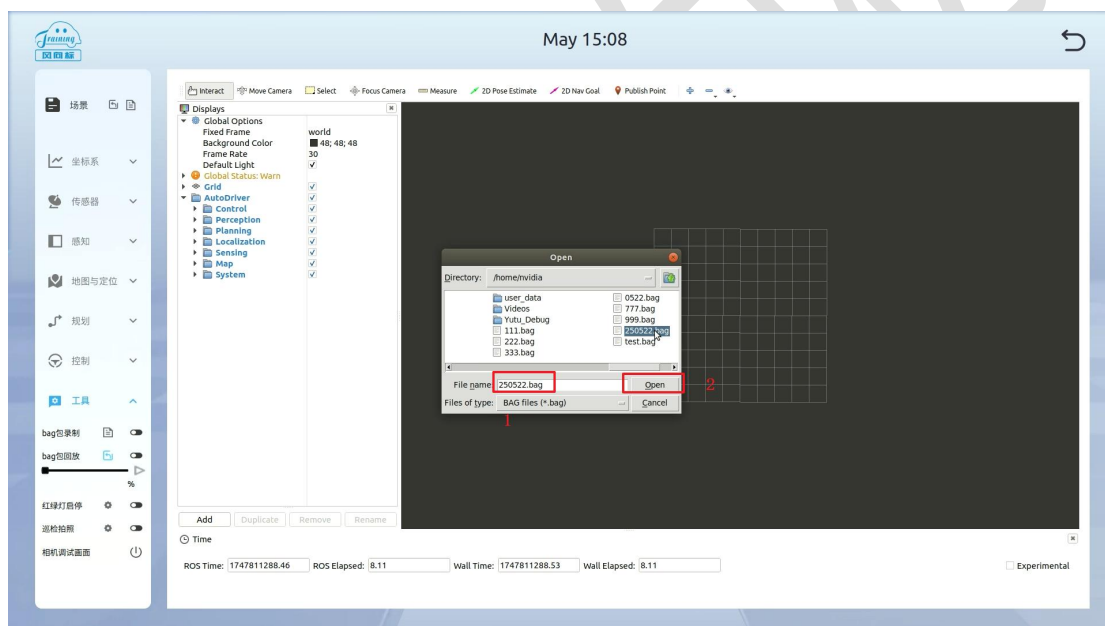 Training
风向标
May 15:08
场景
坐标系
传感器
感知
地图与定位
规划
控制
工具
bag包录制
bag包回放
%
红绿灯启停
巡检拍照
相机调试画面
Interact Move Camera Select Focus Camera Measure 2D Pose Estimate 2D Nav Goal Publish Point
Displays
Global Options
Fixed Frame world
Background Color 48; 48; 48
Frame Rate 30
Default Light
Global Status: Warn
Grid
AutoDriver
Control
Perception
Planning
Localization
Sensing
Map
System
Add Duplicate Remove Rename
Open
Directory: /home/nvidia
user_data 0522.bag
Videos 777.bag
Yutu_Debug 999.bag
111.bag 250522.bag
222.bag test.bag
333.bag
File name: 250522.bag Open 2
Files of type: BAG files (*.bag) Cancel
1
Time
ROS Time: 1747811288.46 ROS Elapsed: 8.11 Wall Time: 1747811288.53 Wall Elapsed: 8.11 Experimental